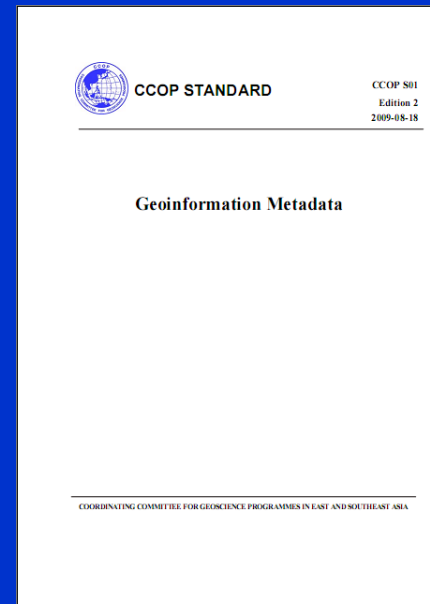 CCOP
CCOP STANDARD
CCOP S01
Edition 2
2009-08-18
Geoinformation Metadata
COORDINATING COMMITTEE FOR GEOSCIENCE PROGRAMMES IN EAST AND SOUTHEAST ASIA